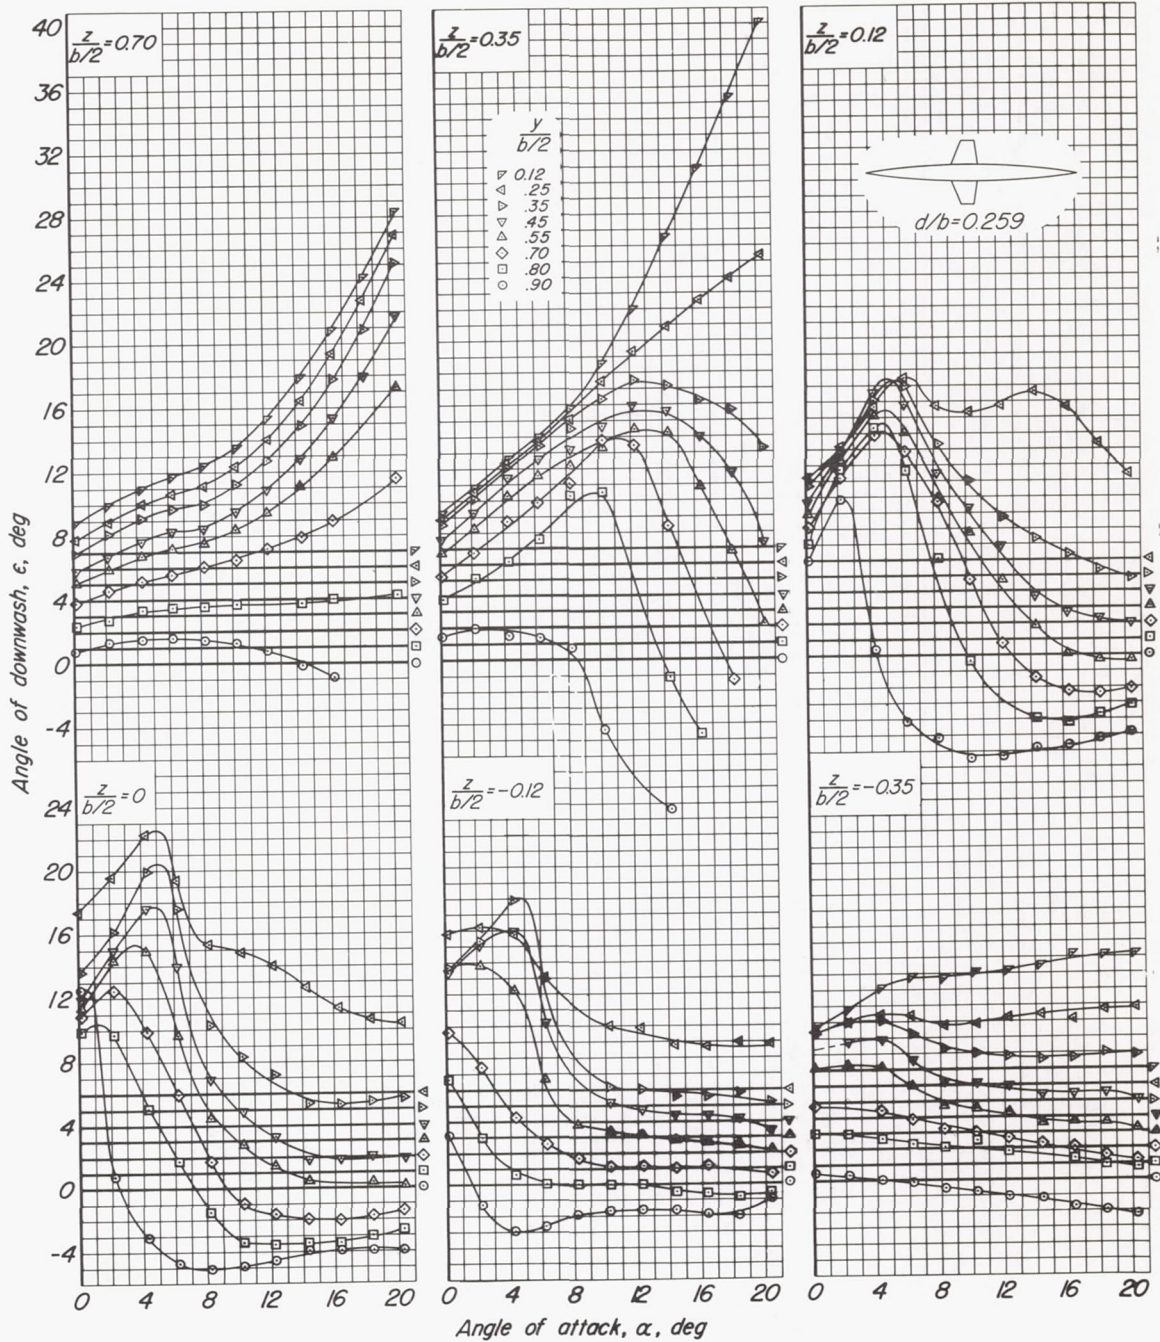 z/b/2 = 0.70
z/b/2 = 0.35
z/b/2 = 0.12
40
36
32
28
24
20
16
12
8
4
0
-4
y
b/2
0.12
.25
.35
.45
.55
.70
.80
.90
d/b = 0.259
Angle of downwash, ϵ, deg
z/b/2 = 0
z/b/2 = -0.12
z/b/2 = -0.35
24
20
16
12
8
4
0
-4
0 4 8 12 16 20
0 4 8 12 16 20
0 4 8 12 16 20
Angle of attack, α, deg